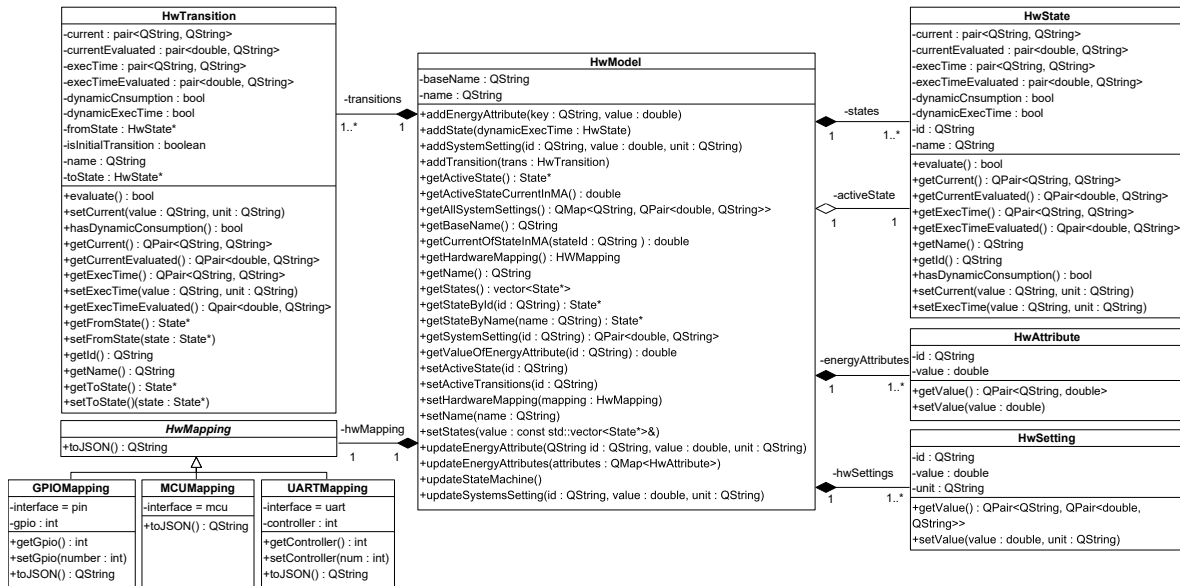 HwTransition
-current : pair<QString, QString>
-currentEvaluated : pair<double, QString>
-execTime : pair<QString, QString>
-execTimeEvaluated : pair<double, QString>
-dynamicCnsumption : bool
-dynamicExecTime : bool
-fromState : HwState*
-isInitialTransition : boolean
-name : QString
-toState : HwState*
+evaluate() : bool
+setCurrent(value : QString, unit : QString)
+hasDynamicConsumption() : bool
+getCurrent() : QPair<QString, QString>
+getCurrentEvaluated() : QPair<double, QString>
+getExecTime() : QPair<QString, QString>
+setExecTime(value : QString, unit : QString)
+getExecTimeEvaluated() : Qpair<double, QString>
+getFromState() : State*
+setFromState(state : State*)
+getId() : QString
+getName() : QString
+getToState() : State*
+setToState()(state : State*)
HwMapping
+toJSON() : QString
GPIOMapping
-interface = pin
-gpio : int
+getGpio() : int
+setGpio(number : int)
+toJSON() : QString
MCUMapping
-interface = mcu
+toJSON() : QString
UARTMapping
-interface = uart
-controller : int
+getController() : int
+setController(num : int)
+toJSON() : QString
-transitions
1..*
1
-hwMapping
1
1
HwModel
-baseName : QString
-name : QString
+addEnergyAttribute(key : QString, value : double)
+addState(dynamicExecTime : HwState)
+addSystemSetting(id : QString, value : double, unit : QString)
+addTransition(trans : HwTransition)
+getActiveState() : State*
+getActiveStateCurrentInMA() : double
+getAllSystemSettings() : QMap<QString, QPair<double, QString>>
+getBaseName() : QString
+getCurrentOfStateInMA(stateId : QString ) : double
+getHardwareMapping() : HWMapping
+getName() : QString
+getStates() : vector<State*>
+getStateById(id : QString) : State*
+getStateByName(name : QString) : State*
+getSystemSetting(id : QString) : QPair<double, QString>
+getValueOfEnergyAttribute(id : QString) : double
+setActiveState(id : QString)
+setActiveTransitions(id : QString)
+setHardwareMapping(mapping : HwMapping)
+setName(name : QString)
+setStates(value : const std::vector<State*>&)
+updateEnergyAttribute(QString id : QString, value : double, unit : QString)
+updateEnergyAttributes(attributes : QMap<HwAttribute>)
+updateStateMachine()
+updateSystemsSetting(id : QString, value : double, unit : QString)
-states
1
1..*
-activeState
1
1
-energyAttributes
1
1..*
-hwSettings
1
1..*
HwState
-current : pair<QString, QString>
-currentEvaluated : pair<double, QString>
-execTime : pair<QString, QString>
-execTimeEvaluated : pair<double, QString>
-dynamicCnsumption : bool
-dynamicExecTime : bool
-id : QString
-name : QString
+evaluate() : bool
+getCurrent() : QPair<QString, QString>
+getCurrentEvaluated() : QPair<double, QString>
+getExecTime() : QPair<QString, QString>
+getExecTimeEvaluated() : QPair<double, QString>
+getName() : QString
+getId() : QString
+hasDynamicConsumption() : bool
+setCurrent(value : QString, unit : QString)
+setExecTime(value : QString, unit : QString)
HwAttribute
-id : QString
-value : double
+getValue() : QPair<QString, double>
+setValue(value : double)
HwSetting
-id : QString
-value : double
-unit : QString
+getValue() : QPair<QString, QPair<double,
QString>>
+setValue(value : double, unit : QString)